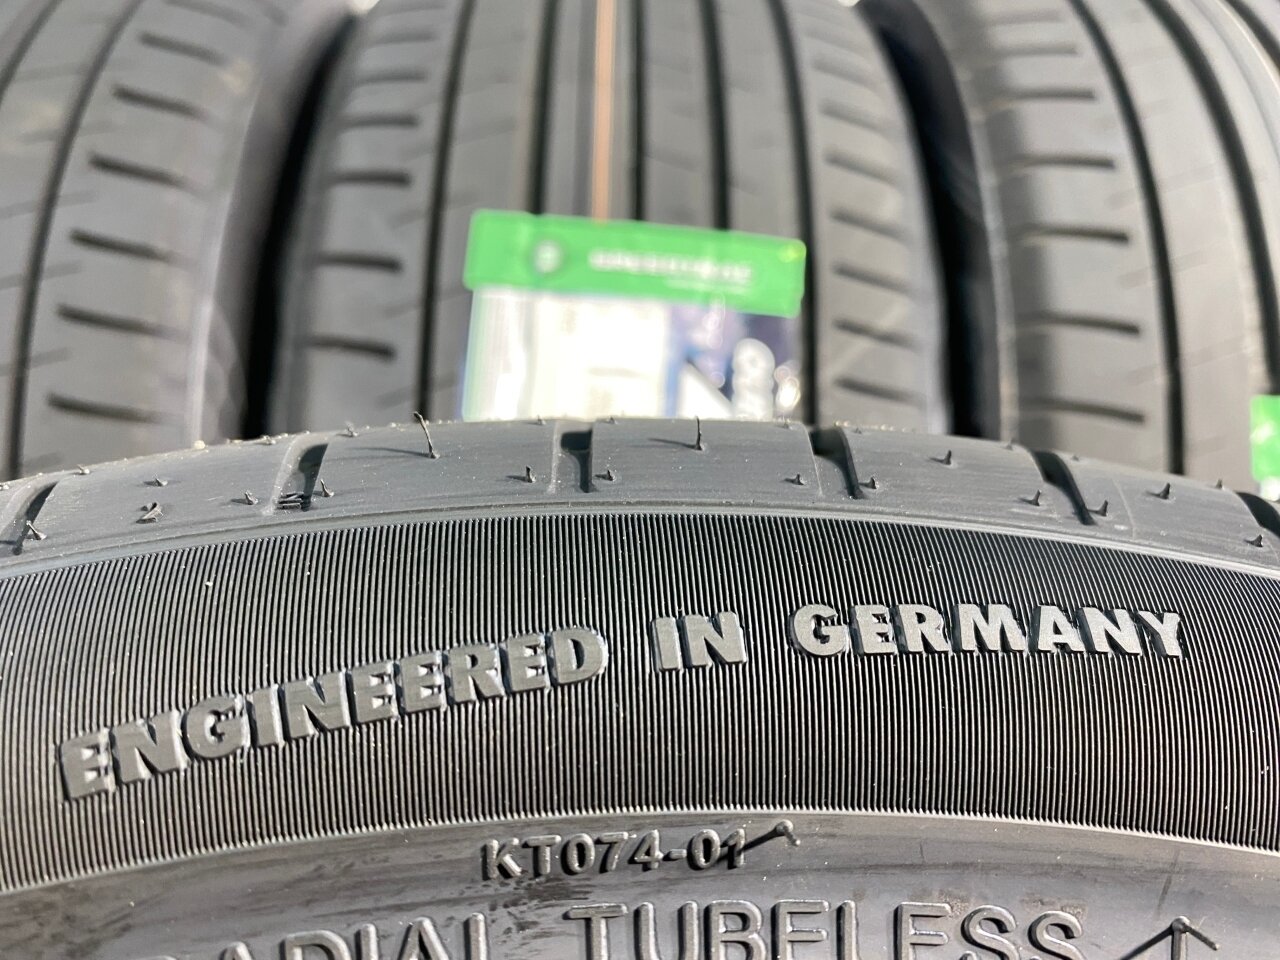 ENGINEERED IN GERMANY
KT074-01
RADIAL TUBELESS